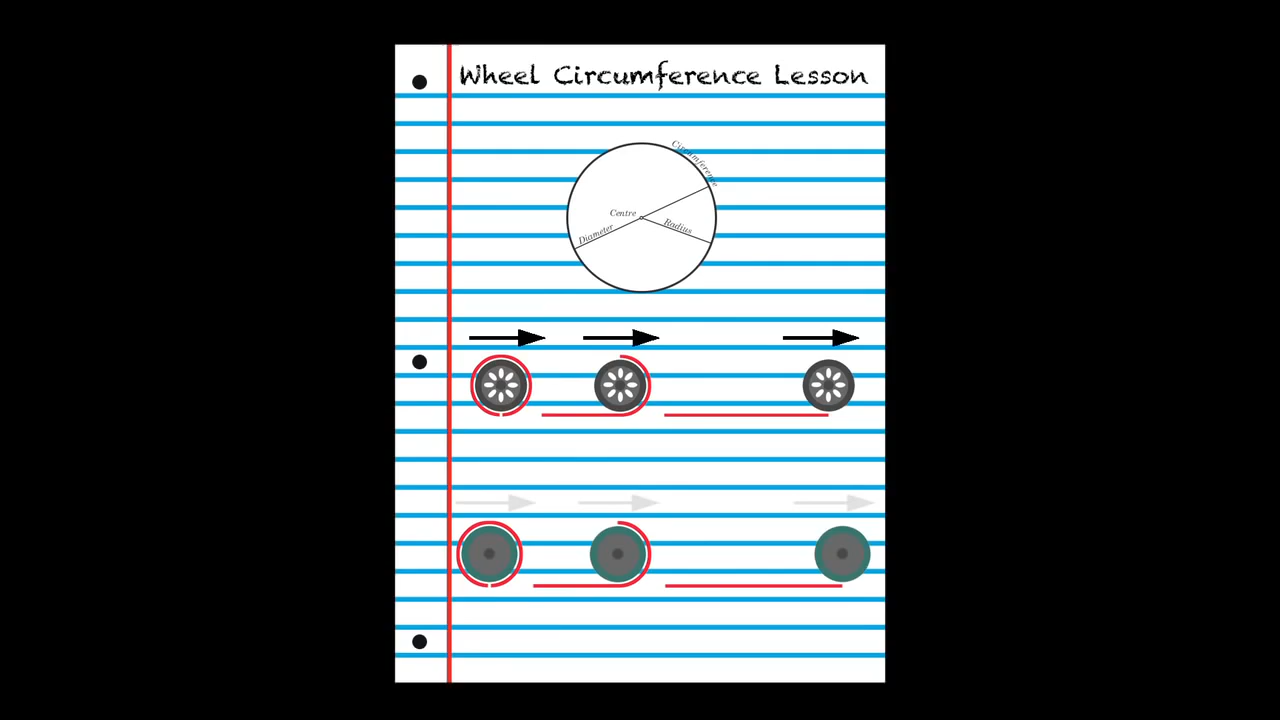 Wheel Circumference Lesson
Circumference
Centre
Radius
Diameter